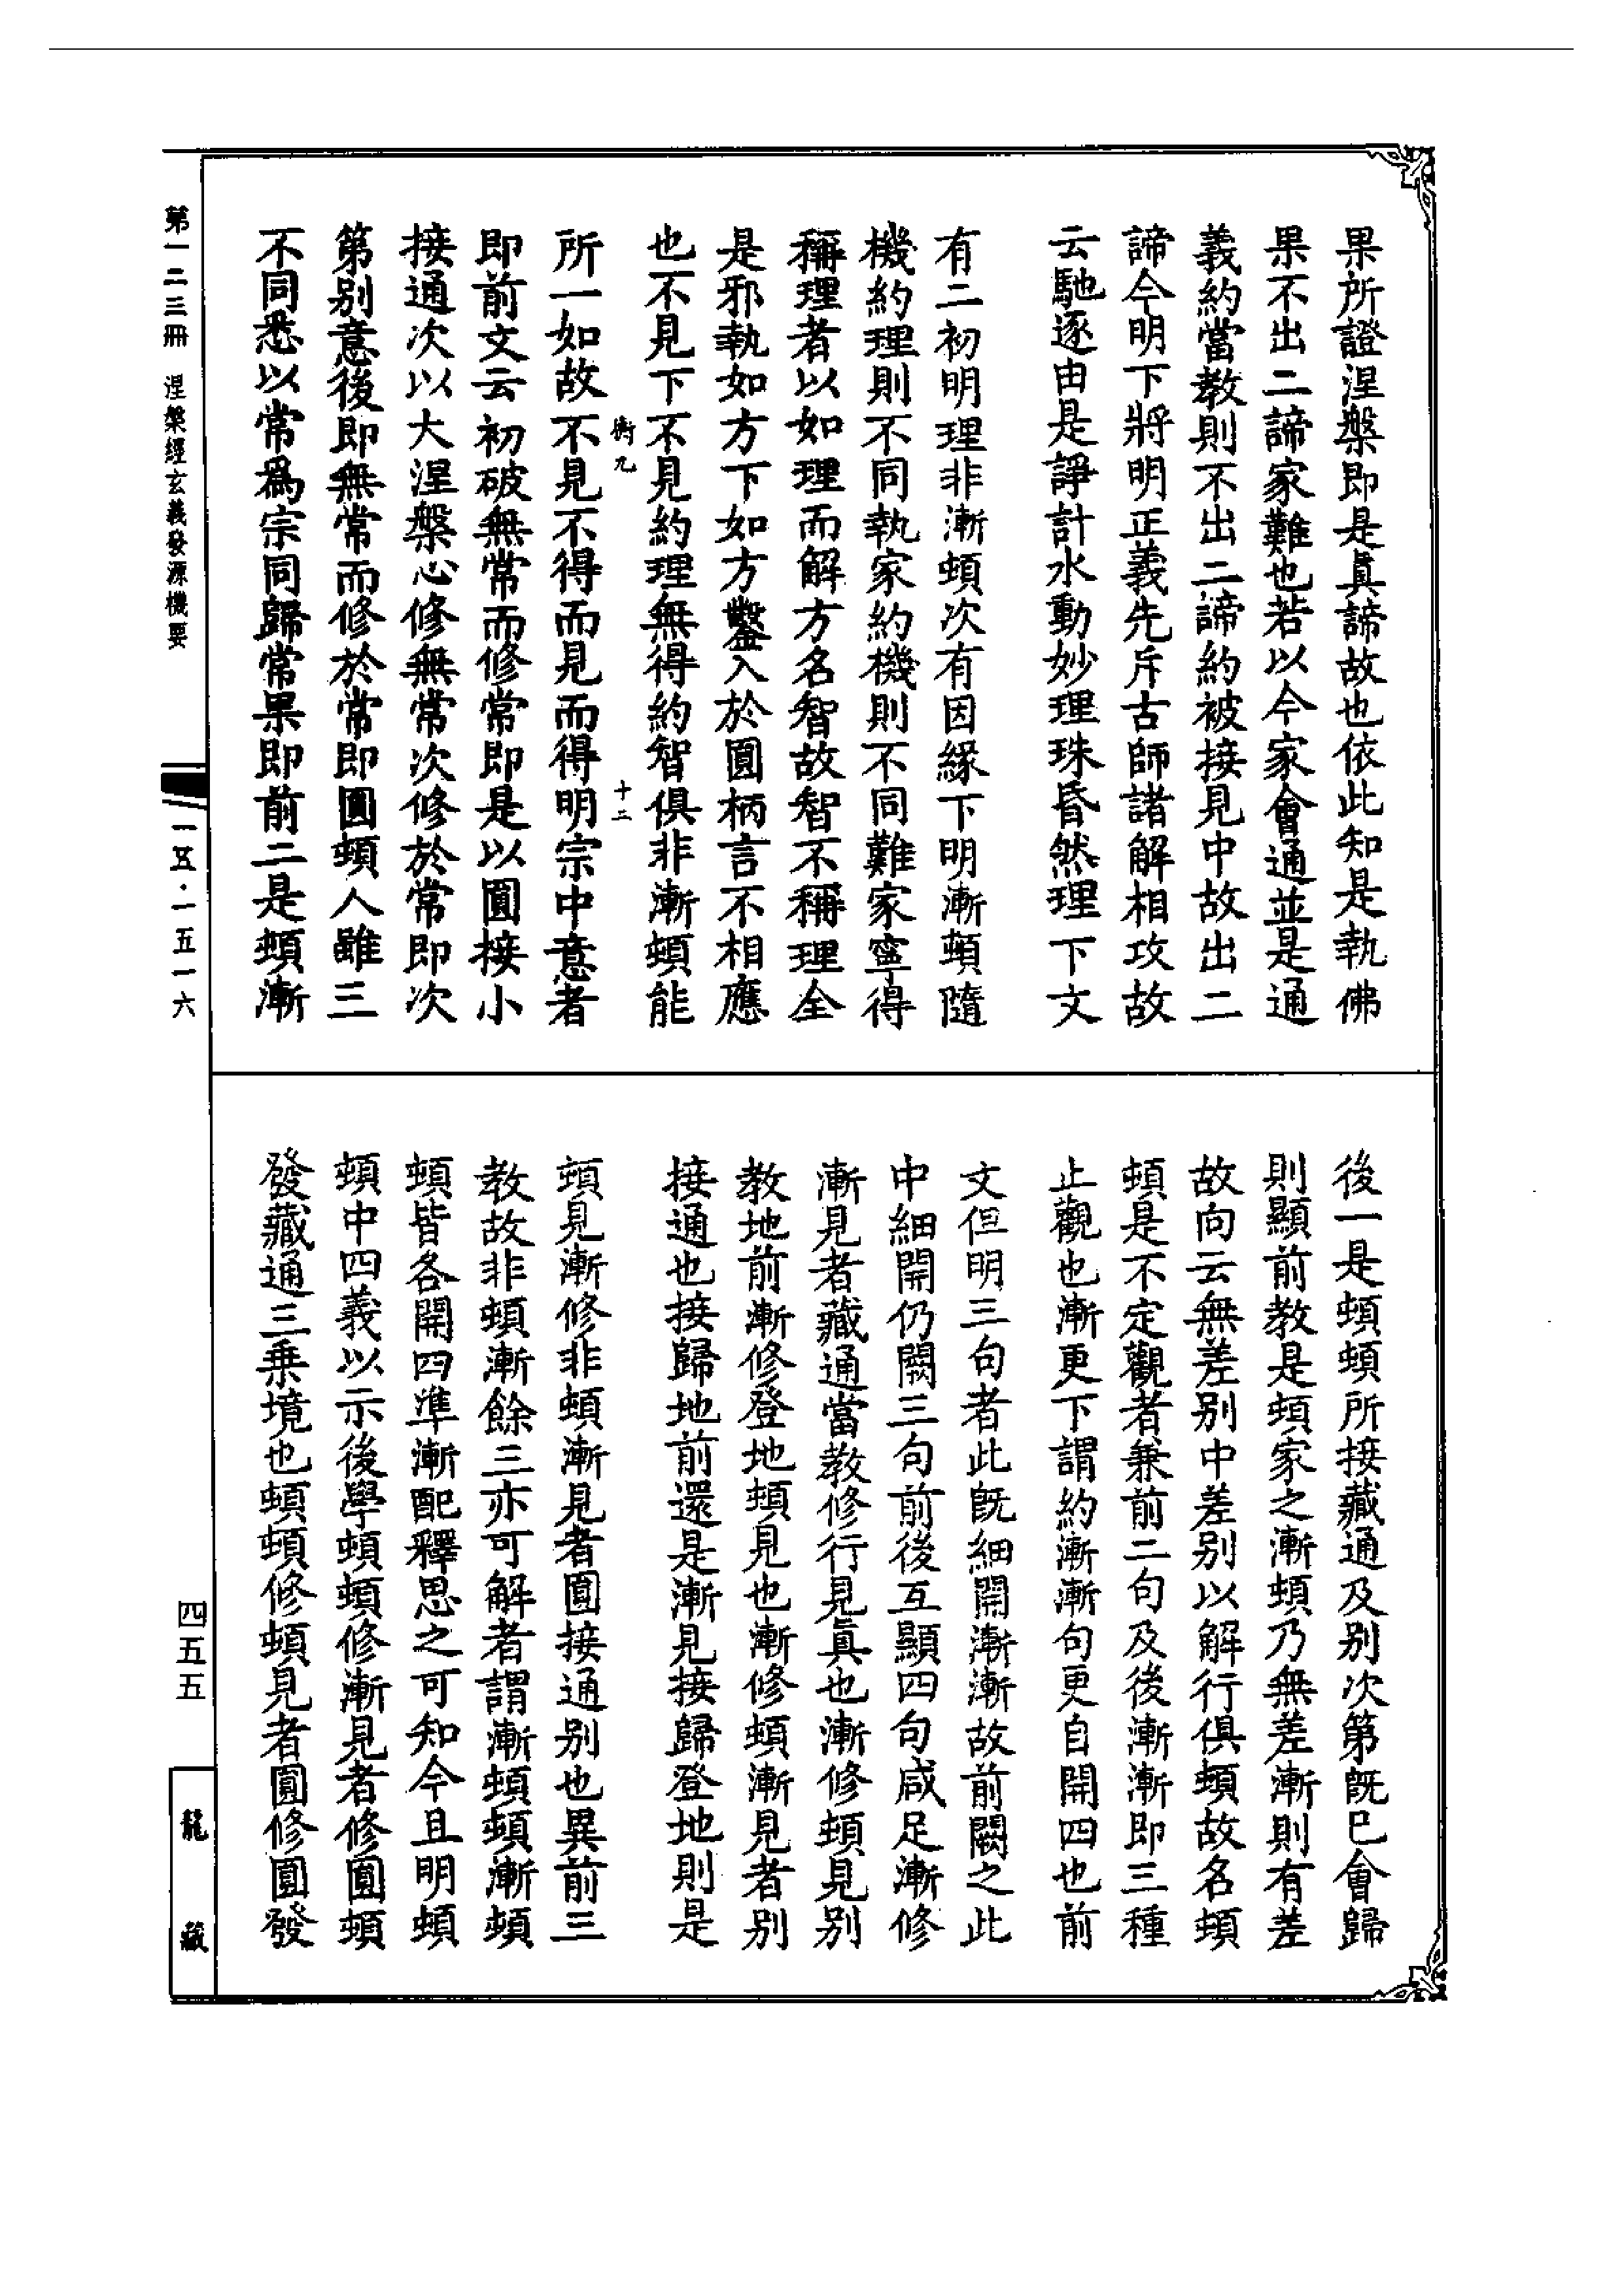 果所證涅槃即是眞諦故也依此知是執佛
果不出二諦家難也若以今家會通並是通
義約當教則不出二諦約被接見中故出二
諦今明下將明正義先斥古師諸解相攻故
云馳逐由是諍計水動妙理珠昏然理下文
有二初明理非漸頓次有因緣下明漸頓隨
機約理則不同執家約機則不同難家寧得
稱理者以如理而解方名智故智不稱理全
是邪執如方下如方鑿入於圓柄言不相應
也不見下不見約理無得約智俱非漸頓能
衡九 十二
所一如故不見不得而見而得明宗中意者
即前文云初破無常而修常即是以圓接小
接通次以大涅槃心修無常次修於常即次
第別意後即無常而修於常即圓頓人雖三
不同悉以常爲宗同歸常果即前二是頓漸
後一是頓頓所接藏通及別次第旣巳會歸
則顯前教是頓家之漸頓乃無差漸則有差
故向云無差別中差別以解行俱頓故名頓
頓是不定觀者兼前二句及後漸漸即三種
止觀也漸更下謂約漸漸句更自開四也前
文但明三句者此旣細開漸漸故前闕之此
中細開仍闕三句前後互顯四句咸足漸修
漸見者藏通當教修行見眞也漸修頓見別
教地前漸修登地頓見也漸修頓漸見者別
接通也接歸地前還是漸見接歸登地則是
頓見漸修非頓漸見者圓接通別也異前三
教故非頓漸餘三亦可解者謂漸頓頓漸頓
頓皆各開四準漸配釋思之可知今且明頓
頓中四義以示後學頓頓修漸見者修圓頓
發藏通三乗境也頓頓修頓見者圓修圓發
第一二三冊 涅槃經玄義發源機要
一五·一五一六
四五五
龍藏